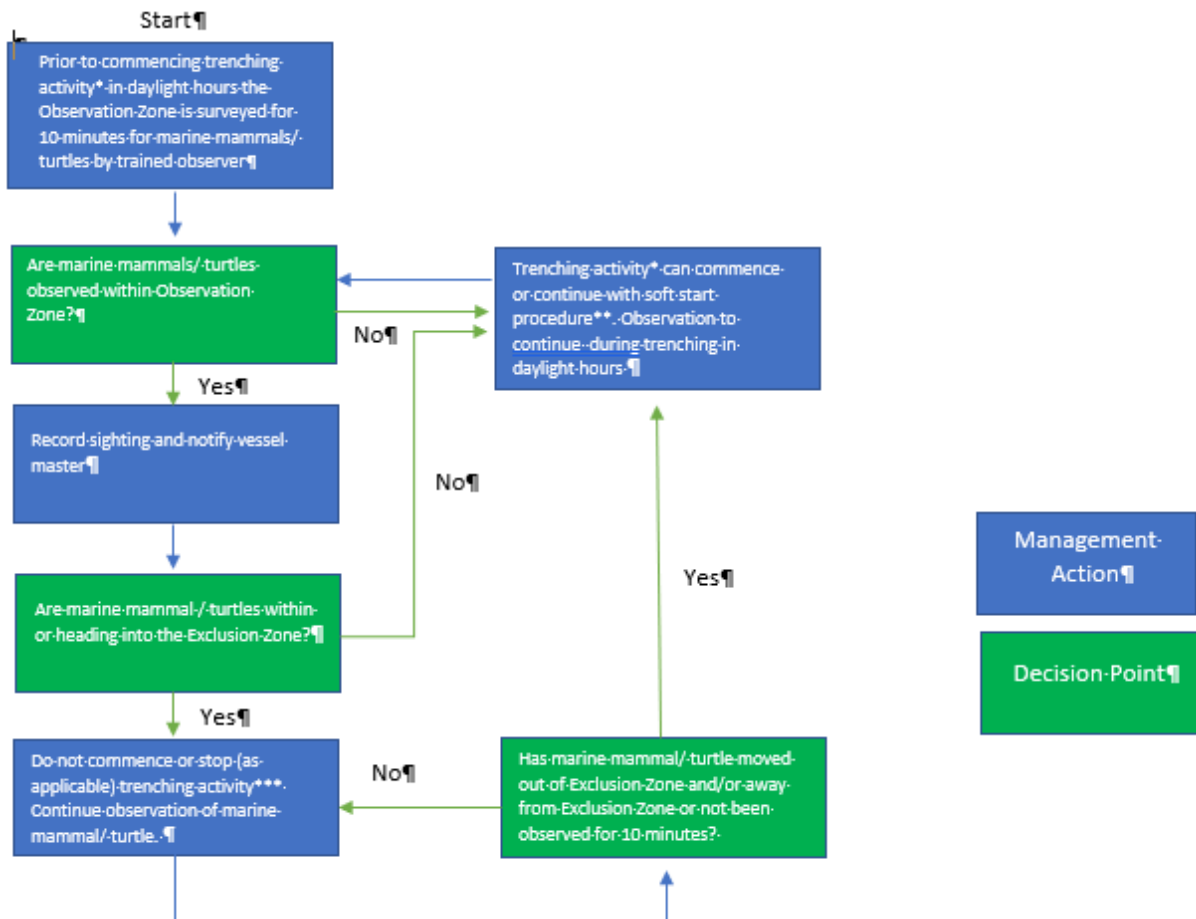 Start¶
¶
Prior·to·commencing·trenching·
activity*·in·daylight·hours·the·
Observation·Zone·is·surveyed·for·
10·minutes·for·marine·mammals/·
turtles·by·trained·observer¶
Are·marine·mammals/·turtles·
observed·within·Observation·
Zone?¶
No¶
Trenching·activity*·can·commence·
or·continue·with·soft·start·
procedure**.·Observation·to·
continue··during·trenching·in·
daylight·hours·¶
Yes¶
Record·sighting·and·notify·vessel·
master¶
No¶
Are·marine·mammal·/·turtles·within·
or·heading·into·the·Exclusion·Zone?¶
Yes¶
Yes¶
Do·not·commence·or·stop·(as·
applicable)·trenching·activity***·
Continue·observation·of·marine·
mammal/·turtle.·¶
No¶
Has·marine·mammal/·turtle·moved·
out·of·Exclusion·Zone·and/or·away·
from·Exclusion·Zone·or·not·been·
observed·for·10·minutes?·
Management·
Action¶
Decision·Point¶